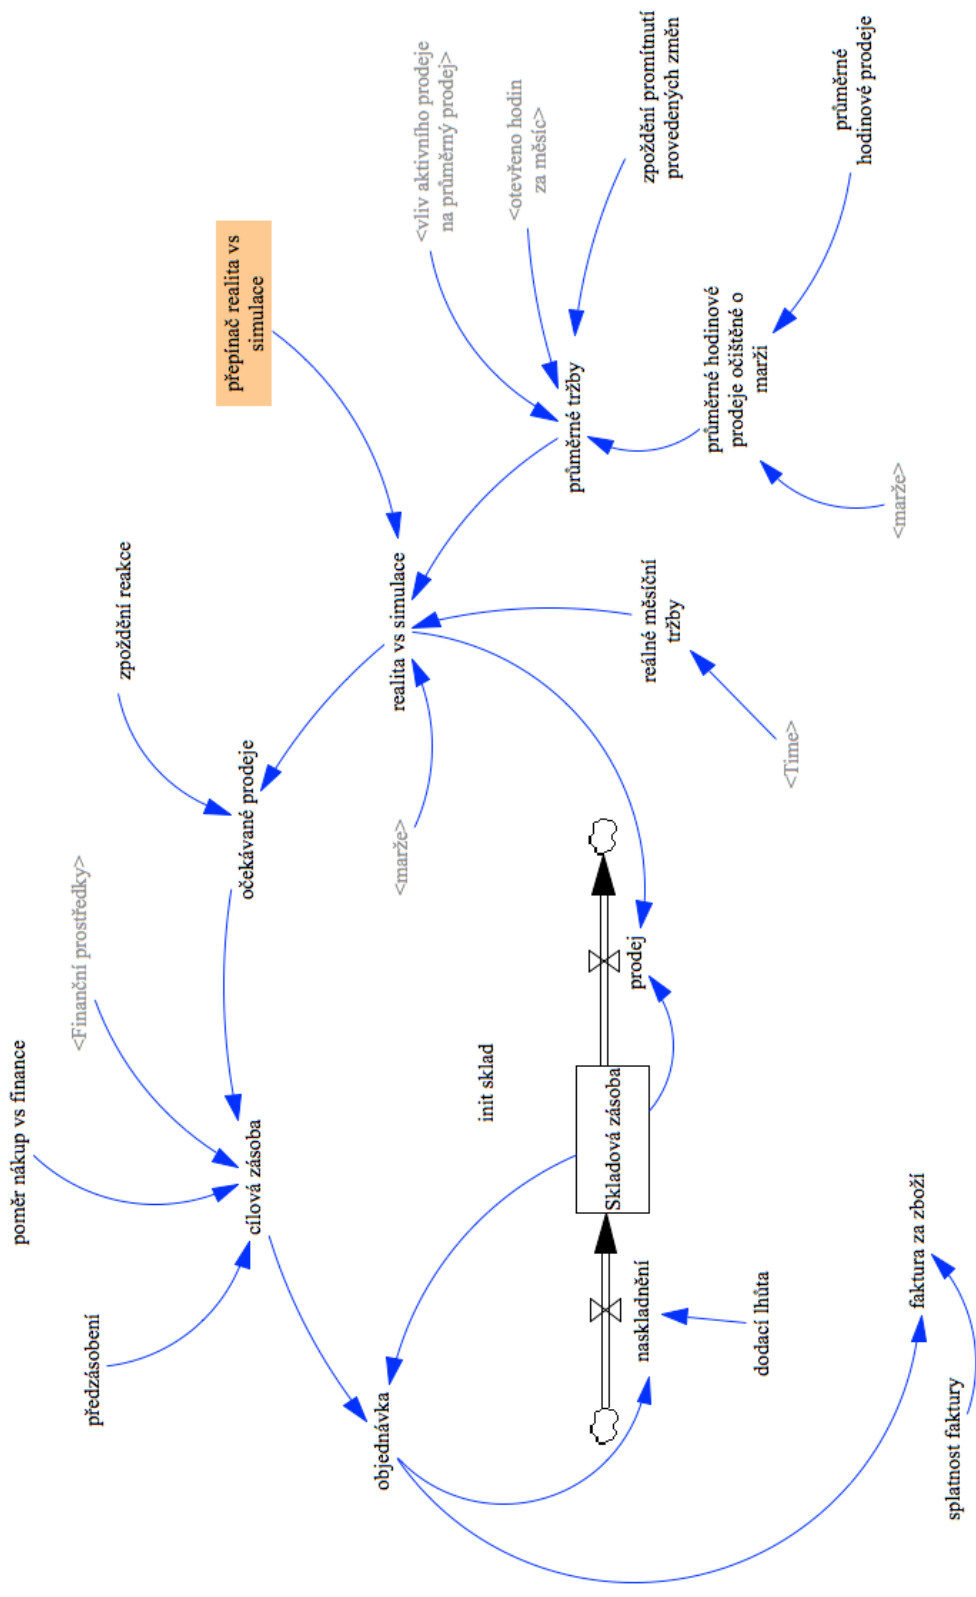 poměr nákup vs finance
<Finanční prostředky>
zpoždění reakce
předzásobení
cílová zásoba
očekávané prodeje
přepínač realita vs
simulace
objednávka
realita vs simulace
<marže>
<vliv aktivního prodeje
na průměrný prodej>
<otevřeno hodin
za měsíc>
init sklad
průměrné tržby
zpoždění promítnutí
provedených změn
Skladová zásoba
naskladnění
prodej
reálné měsíční
tržby
dodací lhůta
<Time>
průměrné hodinové
prodeje očištěné o
marži
průměrné
hodinové prodeje
<marže>
faktura za zboží
splatnost faktury